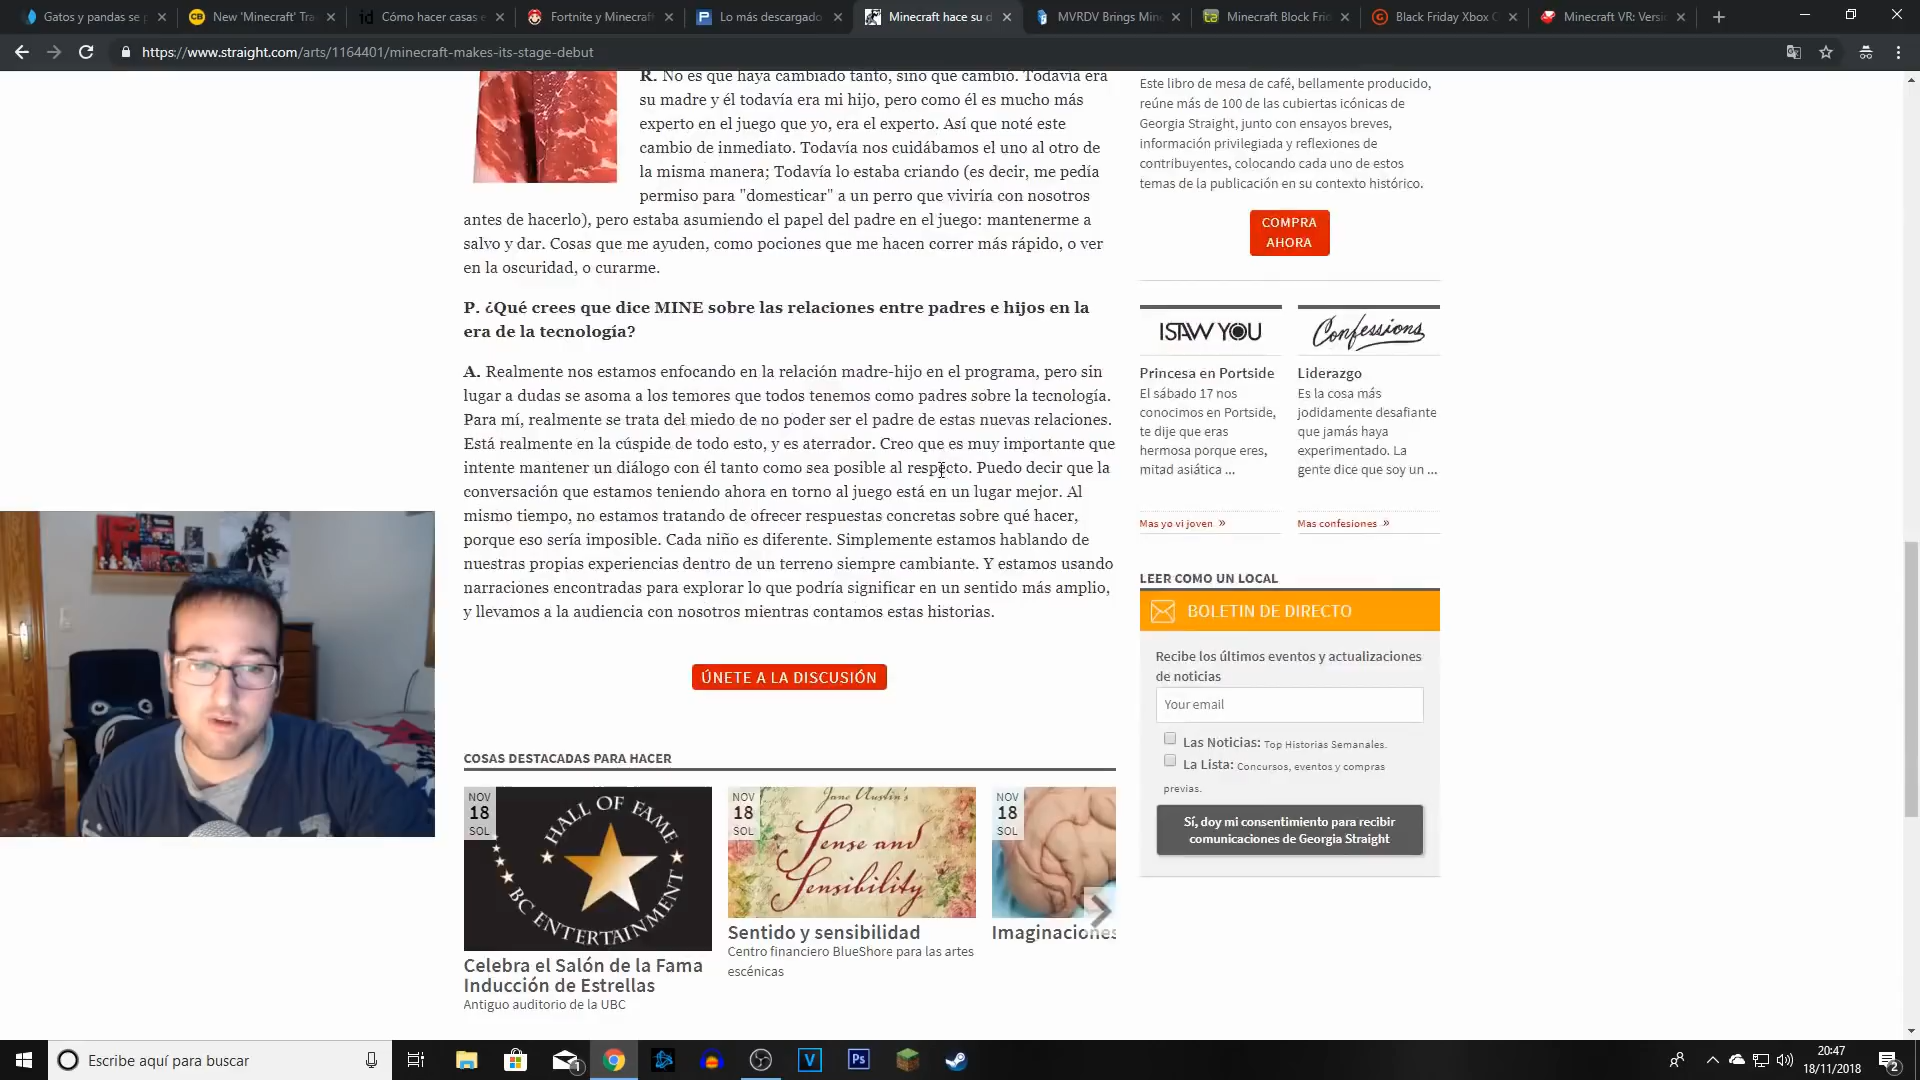 Gatos y pandas se p
New 'Minecraft' Tra
Cómo hacer casas e
Fortnite y Minecraft
Lo más descargado
Minecraft hace su d
MVRDV Brings Minc
Minecraft Block Frid
Black Friday Xbox O
Minecraft VR: Versió
https://www.straight.com/arts/1164401/minecraft-makes-its-stage-debut
R. No es que haya cambiado tanto, sino que cambió. Todavía era
su madre y él todavía era mi hijo, pero como él es mucho más
experto en el juego que yo, era el experto. Así que noté este
cambio de inmediato. Todavía nos cuidábamos el uno al otro de
la misma manera; Todavía lo estaba criando (es decir, me pedía
permiso para "domesticar" a un perro que viviría con nosotros
antes de hacerlo), pero estaba asumiendo el papel del padre en el juego: mantenerme a
salvo y dar. Cosas que me ayuden, como pociones que me hacen correr más rápido, o ver
en la oscuridad, o curarme.
P. ¿Qué crees que dice MINE sobre las relaciones entre padres e hijos en la
era de la tecnología?
A. Realmente nos estamos enfocando en la relación madre-hijo en el programa, pero sin
lugar a dudas se asoma a los temores que todos tenemos como padres sobre la tecnología.
Para mí, realmente se trata del miedo de no poder ser el padre de estas nuevas relaciones.
Está realmente en la cúspide de todo esto, y es aterrador. Creo que es muy importante que
intente mantener un diálogo con él tanto como sea posible al respecto. Puedo decir que la
conversación que estamos teniendo ahora en torno al juego está en un lugar mejor. Al
mismo tiempo, no estamos tratando de ofrecer respuestas concretas sobre qué hacer,
porque eso sería imposible. Cada niño es diferente. Simplemente estamos hablando de
nuestras propias experiencias dentro de un terreno siempre cambiante. Y estamos usando
narraciones encontradas para explorar lo que podría significar en un sentido más amplio,
y llevamos a la audiencia con nosotros mientras contamos estas historias.
ÚNETE A LA DISCUSIÓN
COSAS DESTACADAS PARA HACER
NOV
18
SOL
HALL OF FAME
BC ENTERTAINMENT
Celebra el Salón de la Fama
Inducción de Estrellas
Antiguo auditorio de la UBC
NOV
18
SOL
Jane Austin's
Sense and
Sensibility
Sentido y sensibilidad
Centro financiero BlueShore para las artes
escénicas
NOV
18
SOL
Imaginaciones
Este libro de mesa de café, bellamente producido,
reúne más de 100 de las cubiertas icónicas de
Georgia Straight, junto con ensayos breves,
información privilegiada y reflexiones de
contribuyentes, colocando cada uno de estos
temas de la publicación en su contexto histórico.
COMPRA
AHORA
I SAW YOU
Princesa en Portside
El sábado 17 nos
conocimos en Portside,
te dije que eras
hermosa porque eres,
mitad asiática ...
Mas yo vi joven »
Confessions
Liderazgo
Es la cosa más
jodidamente desafiante
que jamás haya
experimentado. La
gente dice que soy un ...
Mas confesiones »
LEER COMO UN LOCAL
BOLETIN DE DIRECTO
Recibe los últimos eventos y actualizaciones
de noticias
Your email
Las Noticias: Top Historias Semanales.
La Lista: Concursos, eventos y compras
previas.
Sí, doy mi consentimiento para recibir
comunicaciones de Georgia Straight
Escribe aquí para buscar
1
V
Ps
20:47
18/11/2018
2